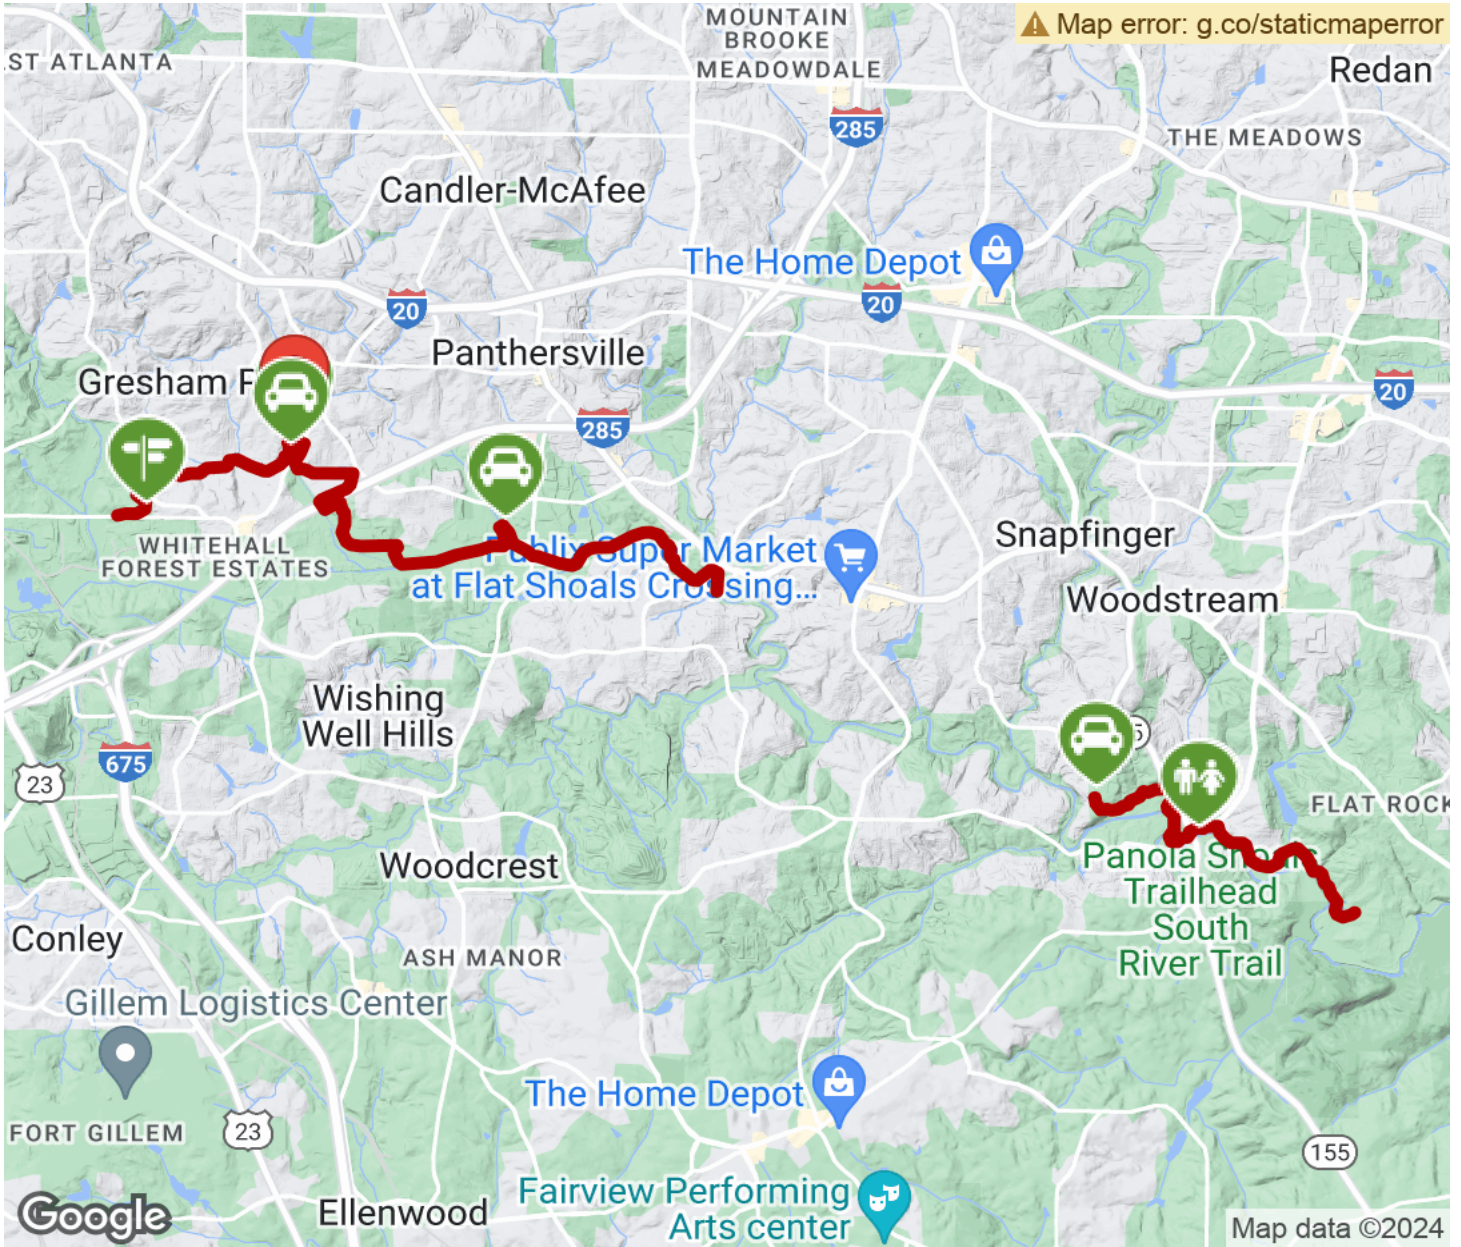 MOUNTAIN
BROOKE
MEADOWDALE
Map error: g.co/staticmaperror
ST ATLANTA
Redan
285
THE MEADOWS
Candler-McAfee
The Home Depot
20
20
Panthersville
Gresham
20
285
WHITEHALL
FOREST ESTATES
Publix Super Market
at Flat Shoals Crossing...
Snapfinger
Woodstream
Wishing
Well Hills
675
23
5
FLAT ROCK
Woodcrest
Panola Shoals
Trailhead
South
River Trail
Conley
ASH MANOR
Gillem Logistics Center
The Home Depot
FORT GILLEM
23
155
Fairview Performing
Arts center
Ellenwood
Google
Map data ©2024